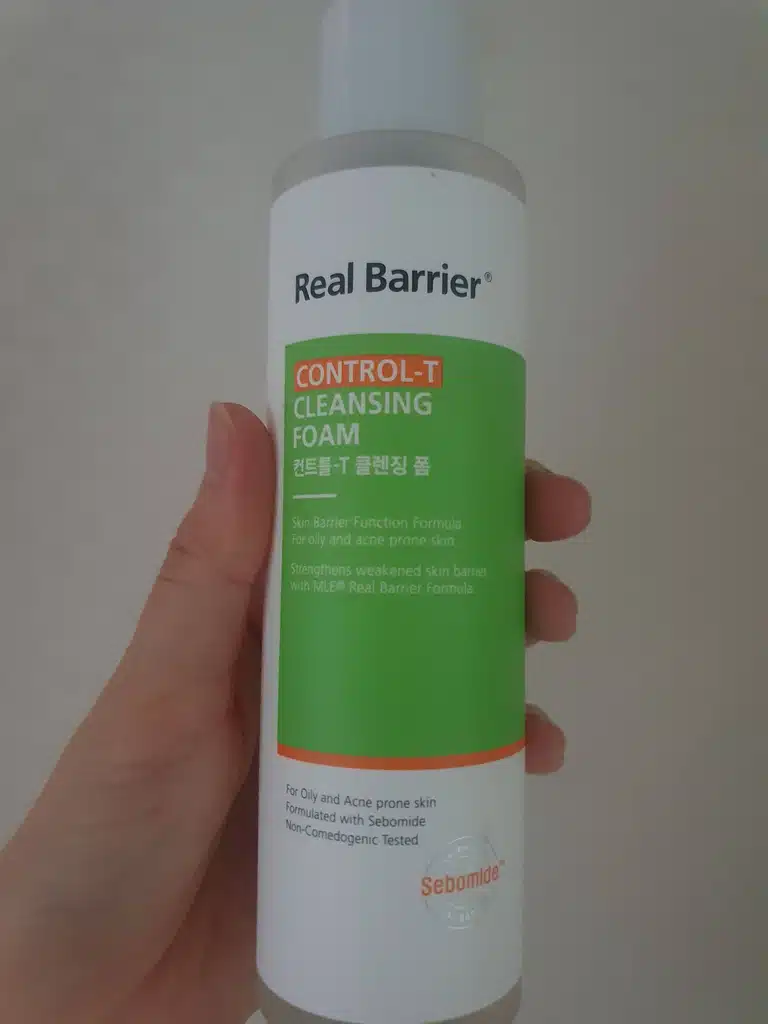 Real Barrier®
CONTROL-T
CLEANSING
FOAM
컨트롤-T 클렌징 폼
Skin Barrier Function Formula
For oily and acne prone skin
Strengthens weakened skin barrier
with MLE® Real Barrier Formula
For Oily and Acne prone skin
Formulated with Sebomide
Non-Comedogenic Tested
Sebomide™